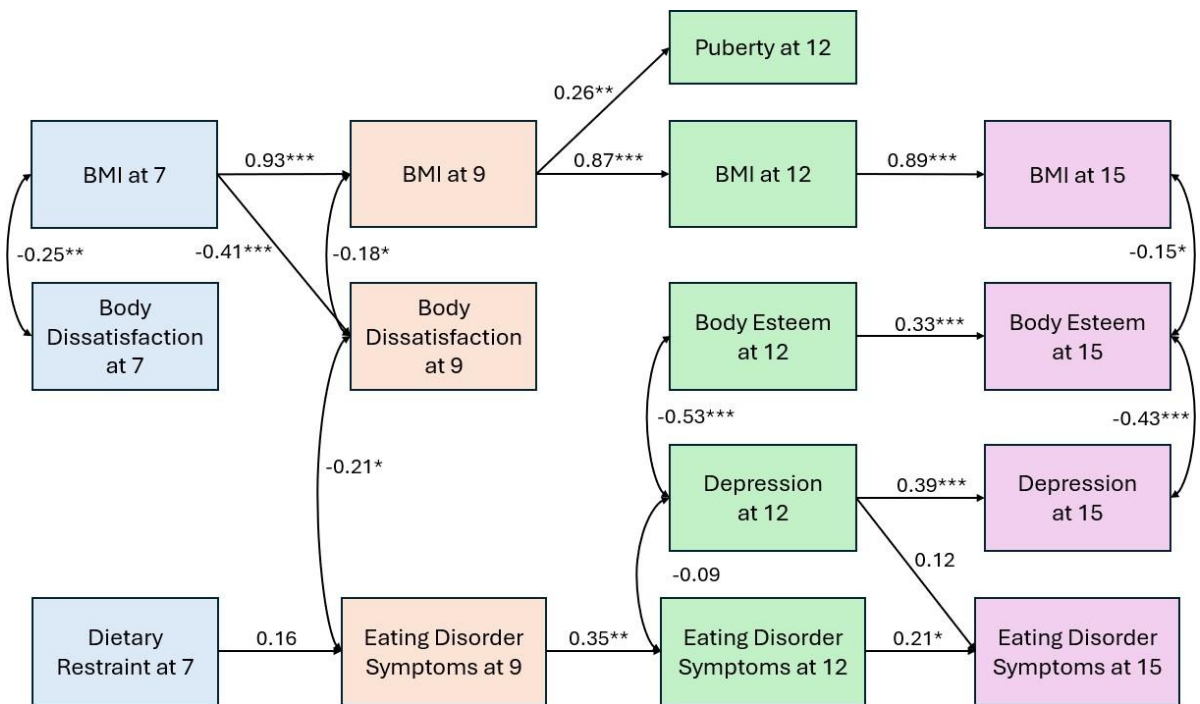 Puberty at 12
0.26**
BMI at 7
0.93***
BMI at 9
0.87***
BMI at 12
0.89***
BMI at 15
-0.25**
-0.41***
-0.18*
-0.15*
Body
Dissatisfaction
at 7
Body
Dissatisfaction
at 9
Body Esteem
at 12
0.33***
Body Esteem
at 15
-0.53***
-0.43***
-0.21*
Depression
at 12
0.39***
Depression
at 15
0.12
-0.09
Dietary
Restraint at 7
0.16
Eating Disorder
Symptoms at 9
0.35**
Eating Disorder
Symptoms at 12
0.21*
Eating Disorder
Symptoms at 15